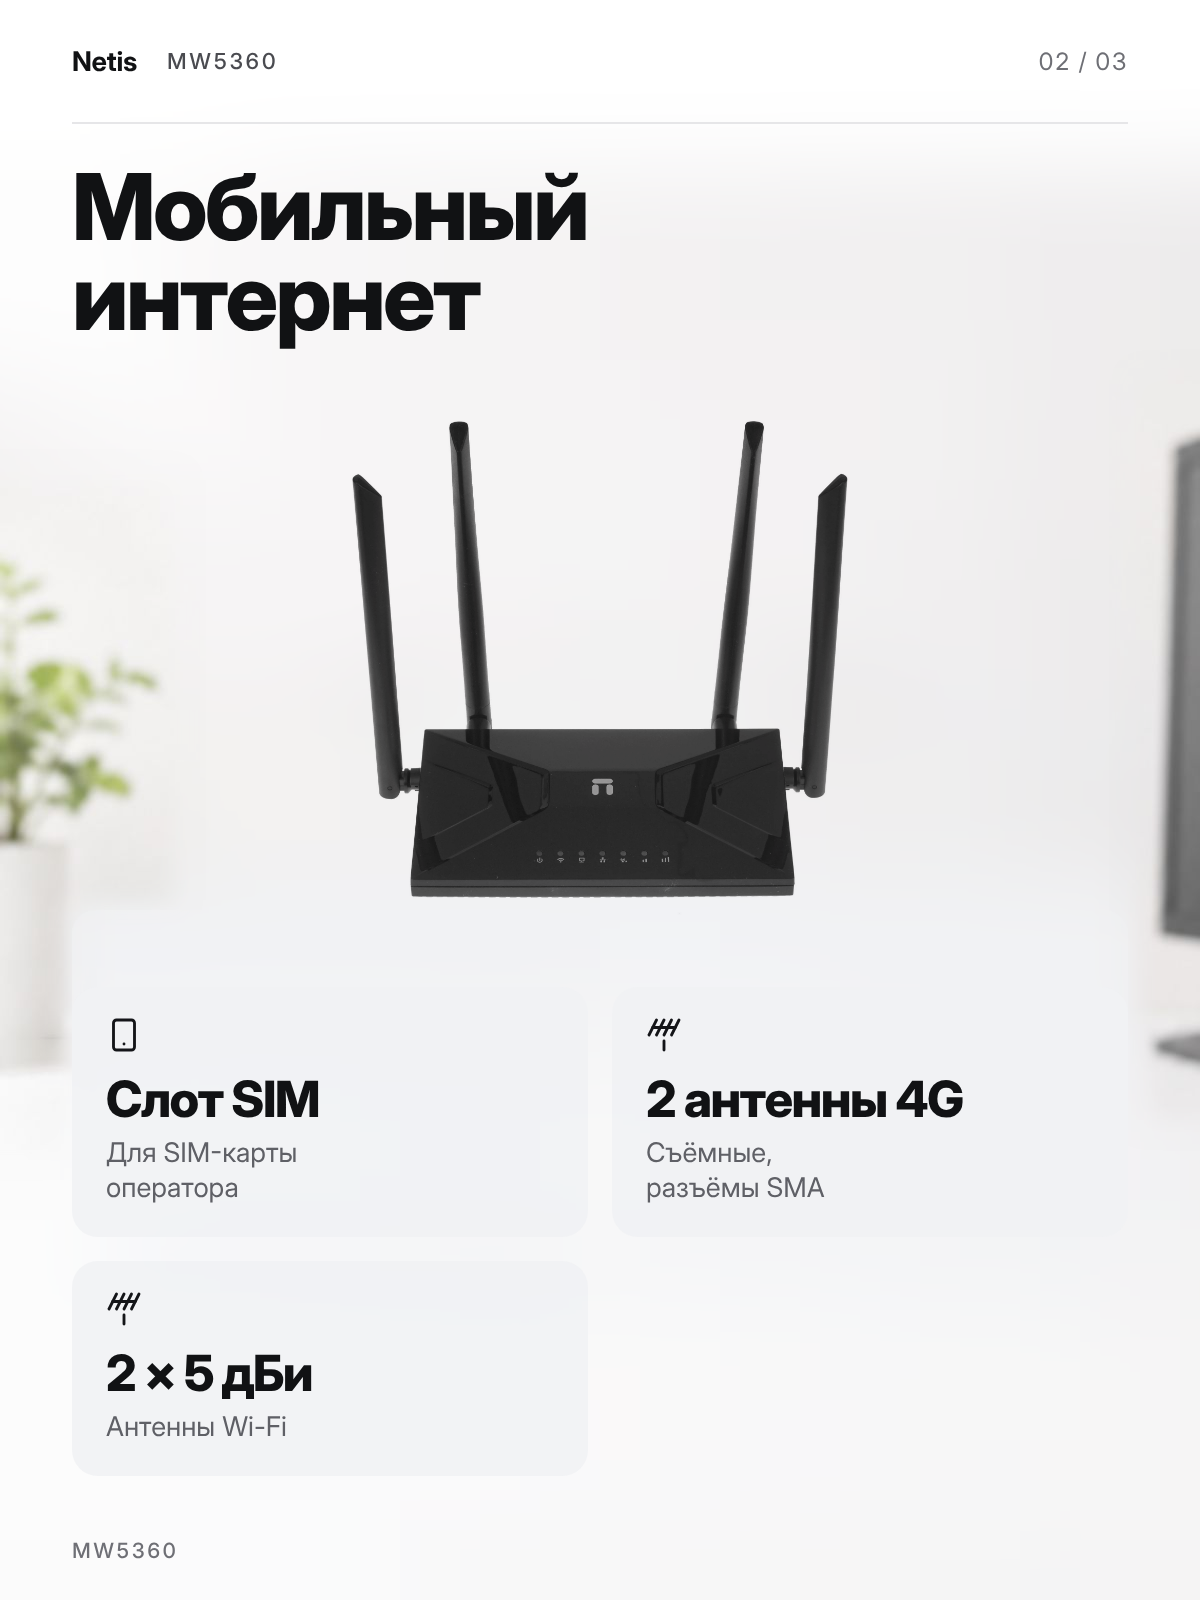 Netis MW5360 02 / 03
Мобильный
интернет
Слот SIM
Для SIM-карты
оператора
2 антенны 4G
Съёмные,
разъёмы SMA
2 × 5 дБи
Антенны Wi-Fi
MW5360